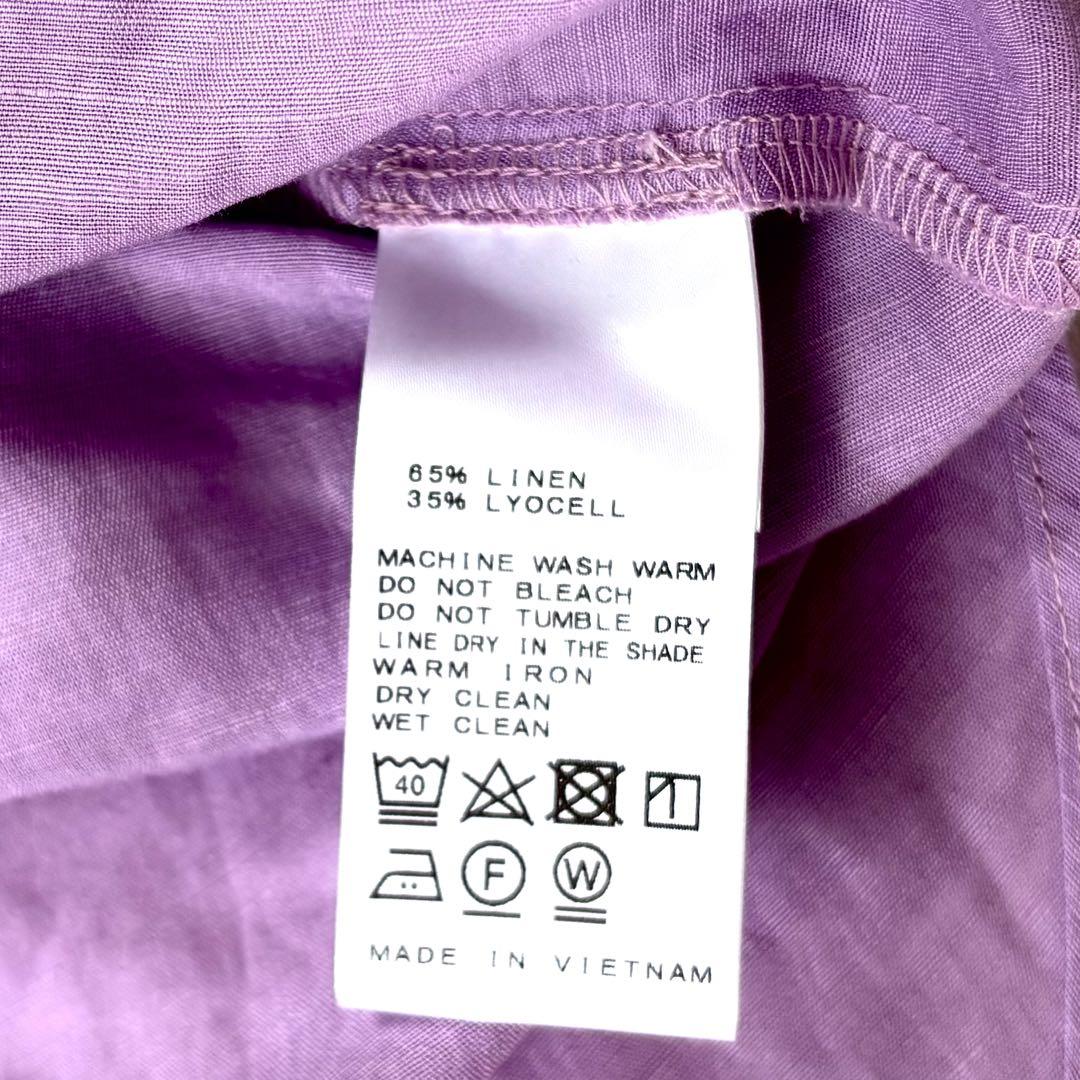 65% LINEN
35% LYOCELL
MACHINE WASH WARM
DO NOT BLEACH
DO NOT TUMBLE DRY
LINE DRY IN THE SHADE
WARM IRON
DRY CLEAN
WET CLEAN
40
F W
MADE IN VIETNAM